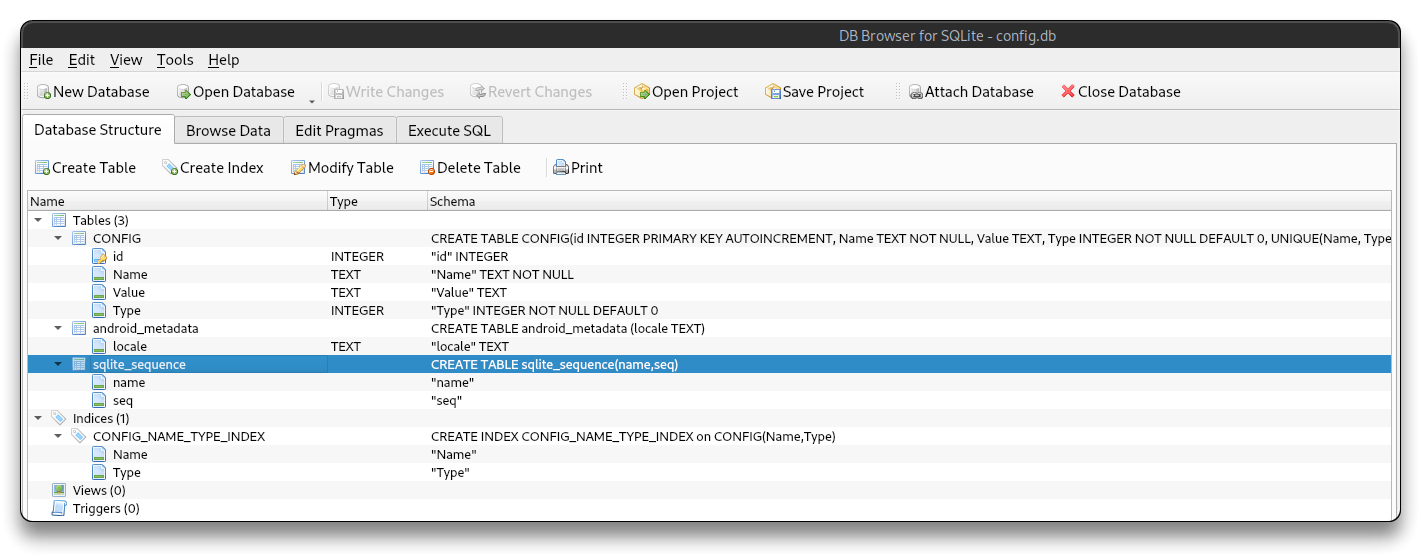 DB Browser for SQLite - config.db
File Edit View Tools Help
New Database Open Database Write Changes Revert Changes Open Project Save Project Attach Database Close Database
Database Structure Browse Data Edit Pragmas Execute SQL
Create Table Create Index Modify Table Delete Table Print
Name Type Schema
Tables (3)
CONFIG CREATE TABLE CONFIG(id INTEGER PRIMARY KEY AUTOINCREMENT, Name TEXT NOT NULL, Value TEXT, Type INTEGER NOT NULL DEFAULT 0, UNIQUE(Name, Type
id INTEGER "id" INTEGER
Name TEXT "Name" TEXT NOT NULL
Value TEXT "Value" TEXT
Type INTEGER "Type" INTEGER NOT NULL DEFAULT 0
android_metadata CREATE TABLE android_metadata (locale TEXT)
locale TEXT "locale" TEXT
sqlite_sequence CREATE TABLE sqlite_sequence(name,seq)
name "name"
seq "seq"
Indices (1)
CONFIG_NAME_TYPE_INDEX CREATE INDEX CONFIG_NAME_TYPE_INDEX on CONFIG(Name,Type)
Name "Name"
Type "Type"
Views (0)
Triggers (0)